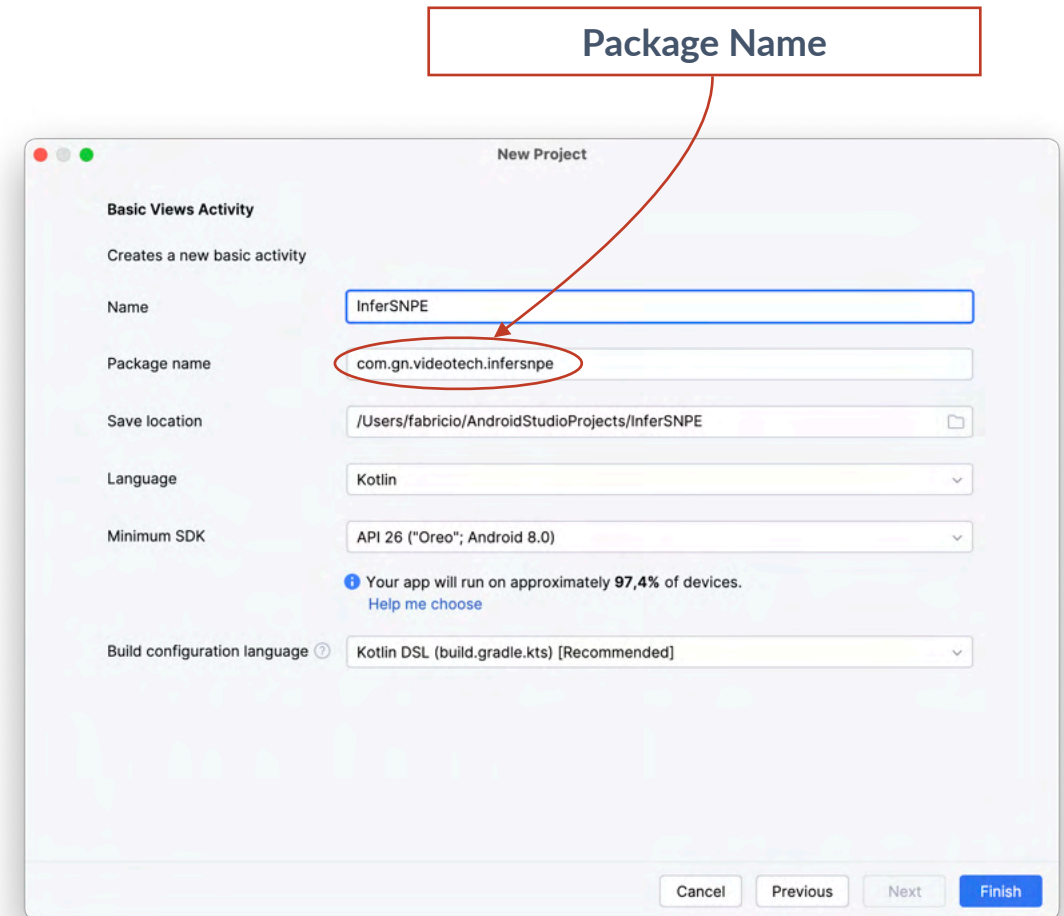 Package Name
New Project
Basic Views Activity
Creates a new basic activity
Name
InferSNPE
Package name
com.gn.videotech.infersnpe
Save location
/Users/fabricio/AndroidStudioProjects/InferSNPE
Language
Kotlin
Minimum SDK
API 26 ("Oreo"; Android 8.0)
Your app will run on approximately 97,4% of devices.
Help me choose
Build configuration language ?
Kotlin DSL (build.gradle.kts) [Recommended]
Cancel
Previous
Next
Finish